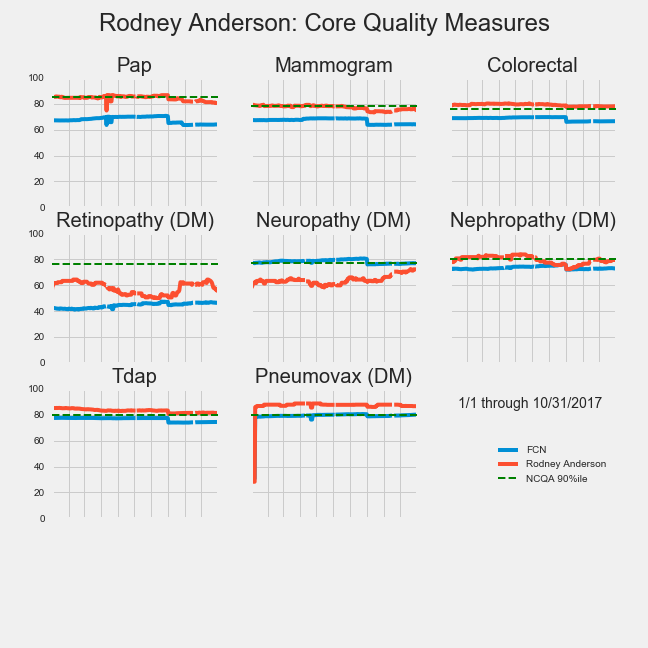 Rodney Anderson: Core Quality Measures
Pap
Mammogram
Colorectal
100
80
60
40
20
0
Retinopathy (DM)
Neuropathy (DM)
Nephropathy (DM)
100
80
60
40
20
0
Tdap
Pneumovax (DM)
100
80
60
40
20
0
1/1 through 10/31/2017
FCN
Rodney Anderson
NCQA 90%ile